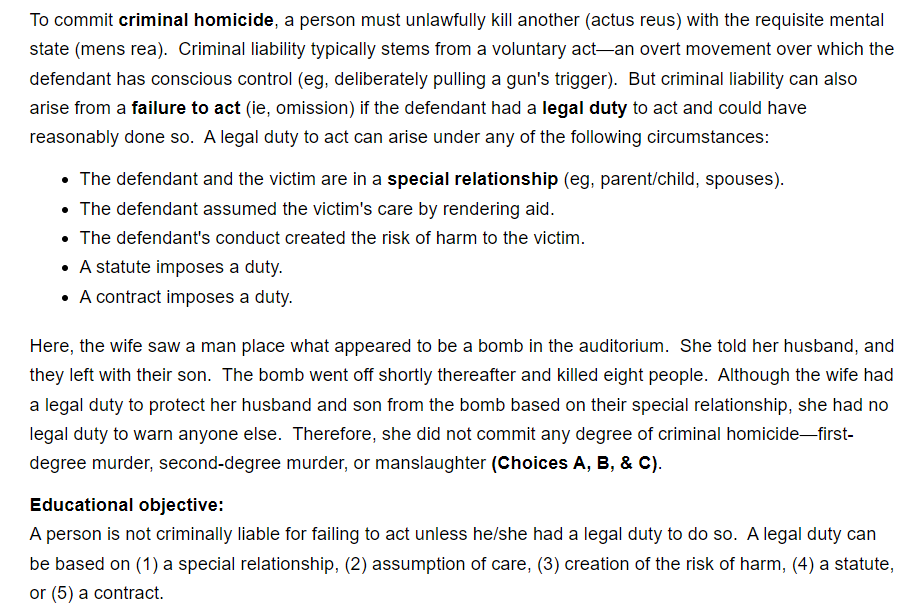 To commit criminal homicide, a person must unlawfully kill another (actus reus) with the requisite mental
state (mens rea).  Criminal liability typically stems from a voluntary act—an overt movement over which the
defendant has conscious control (eg, deliberately pulling a gun's trigger).  But criminal liability can also
arise from a failure to act (ie, omission) if the defendant had a legal duty to act and could have
reasonably done so.  A legal duty to act can arise under any of the following circumstances:
• The defendant and the victim are in a special relationship (eg, parent/child, spouses).
• The defendant assumed the victim's care by rendering aid.
• The defendant's conduct created the risk of harm to the victim.
• A statute imposes a duty.
• A contract imposes a duty.
Here, the wife saw a man place what appeared to be a bomb in the auditorium.  She told her husband, and
they left with their son.  The bomb went off shortly thereafter and killed eight people.  Although the wife had
a legal duty to protect her husband and son from the bomb based on their special relationship, she had no
legal duty to warn anyone else.  Therefore, she did not commit any degree of criminal homicide—first-
degree murder, second-degree murder, or manslaughter (Choices A, B, & C).
Educational objective:
A person is not criminally liable for failing to act unless he/she had a legal duty to do so.  A legal duty can
be based on (1) a special relationship, (2) assumption of care, (3) creation of the risk of harm, (4) a statute,
or (5) a contract.